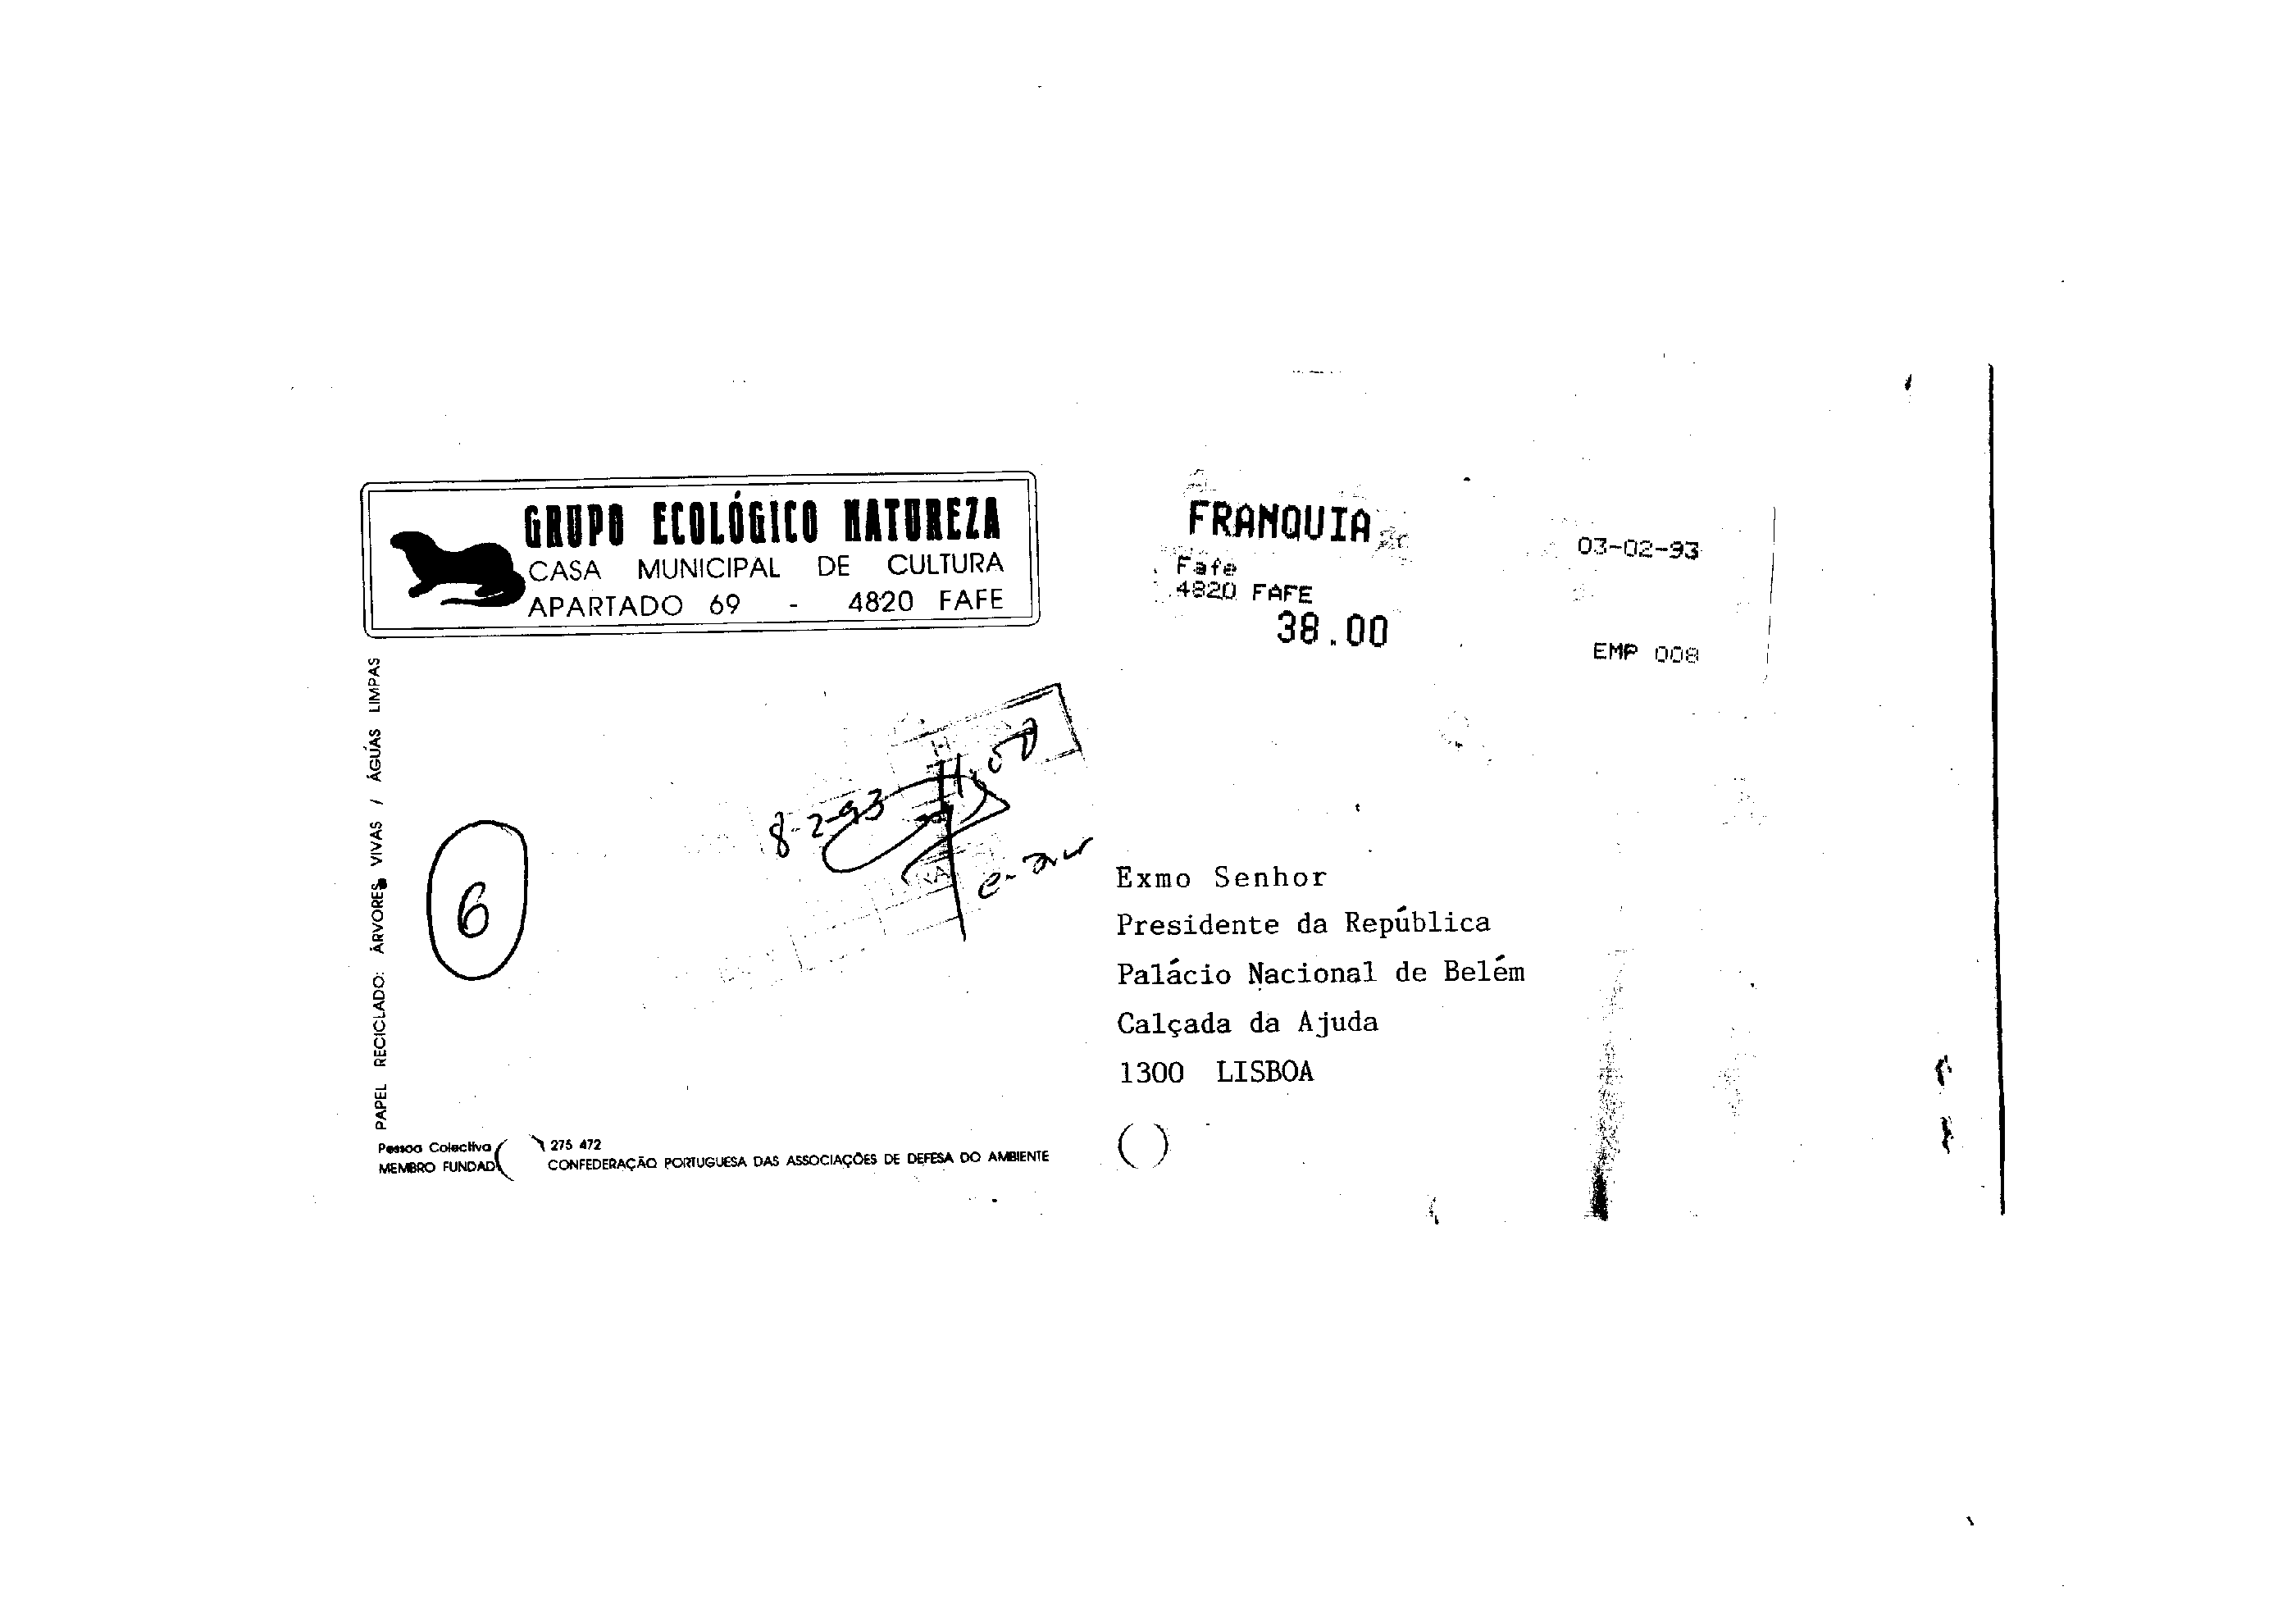 GRUPO ECOLÓGICO NATUREZA
CASA MUNICIPAL DE CULTURA
APARTADO 69 - 4820 FAFE
FRANQUIA
03-02-93
Fafe
4820 FAFE
38.00
EMP 008
PAPEL RECICLADO: ÁRVORES VIVAS / ÁGUAS LIMPAS
8-2-93
6
Exmo Senhor
Presidente da República
Palácio Nacional de Belém
Calçada da Ajuda
1300 LISBOA
( )
Pessoa Colectiva 275 472
MEMBRO FUNDAD CONFEDERAÇÃO PORTUGUESA DAS ASSOCIAÇÕES DE DEFESA DO AMBIENTE